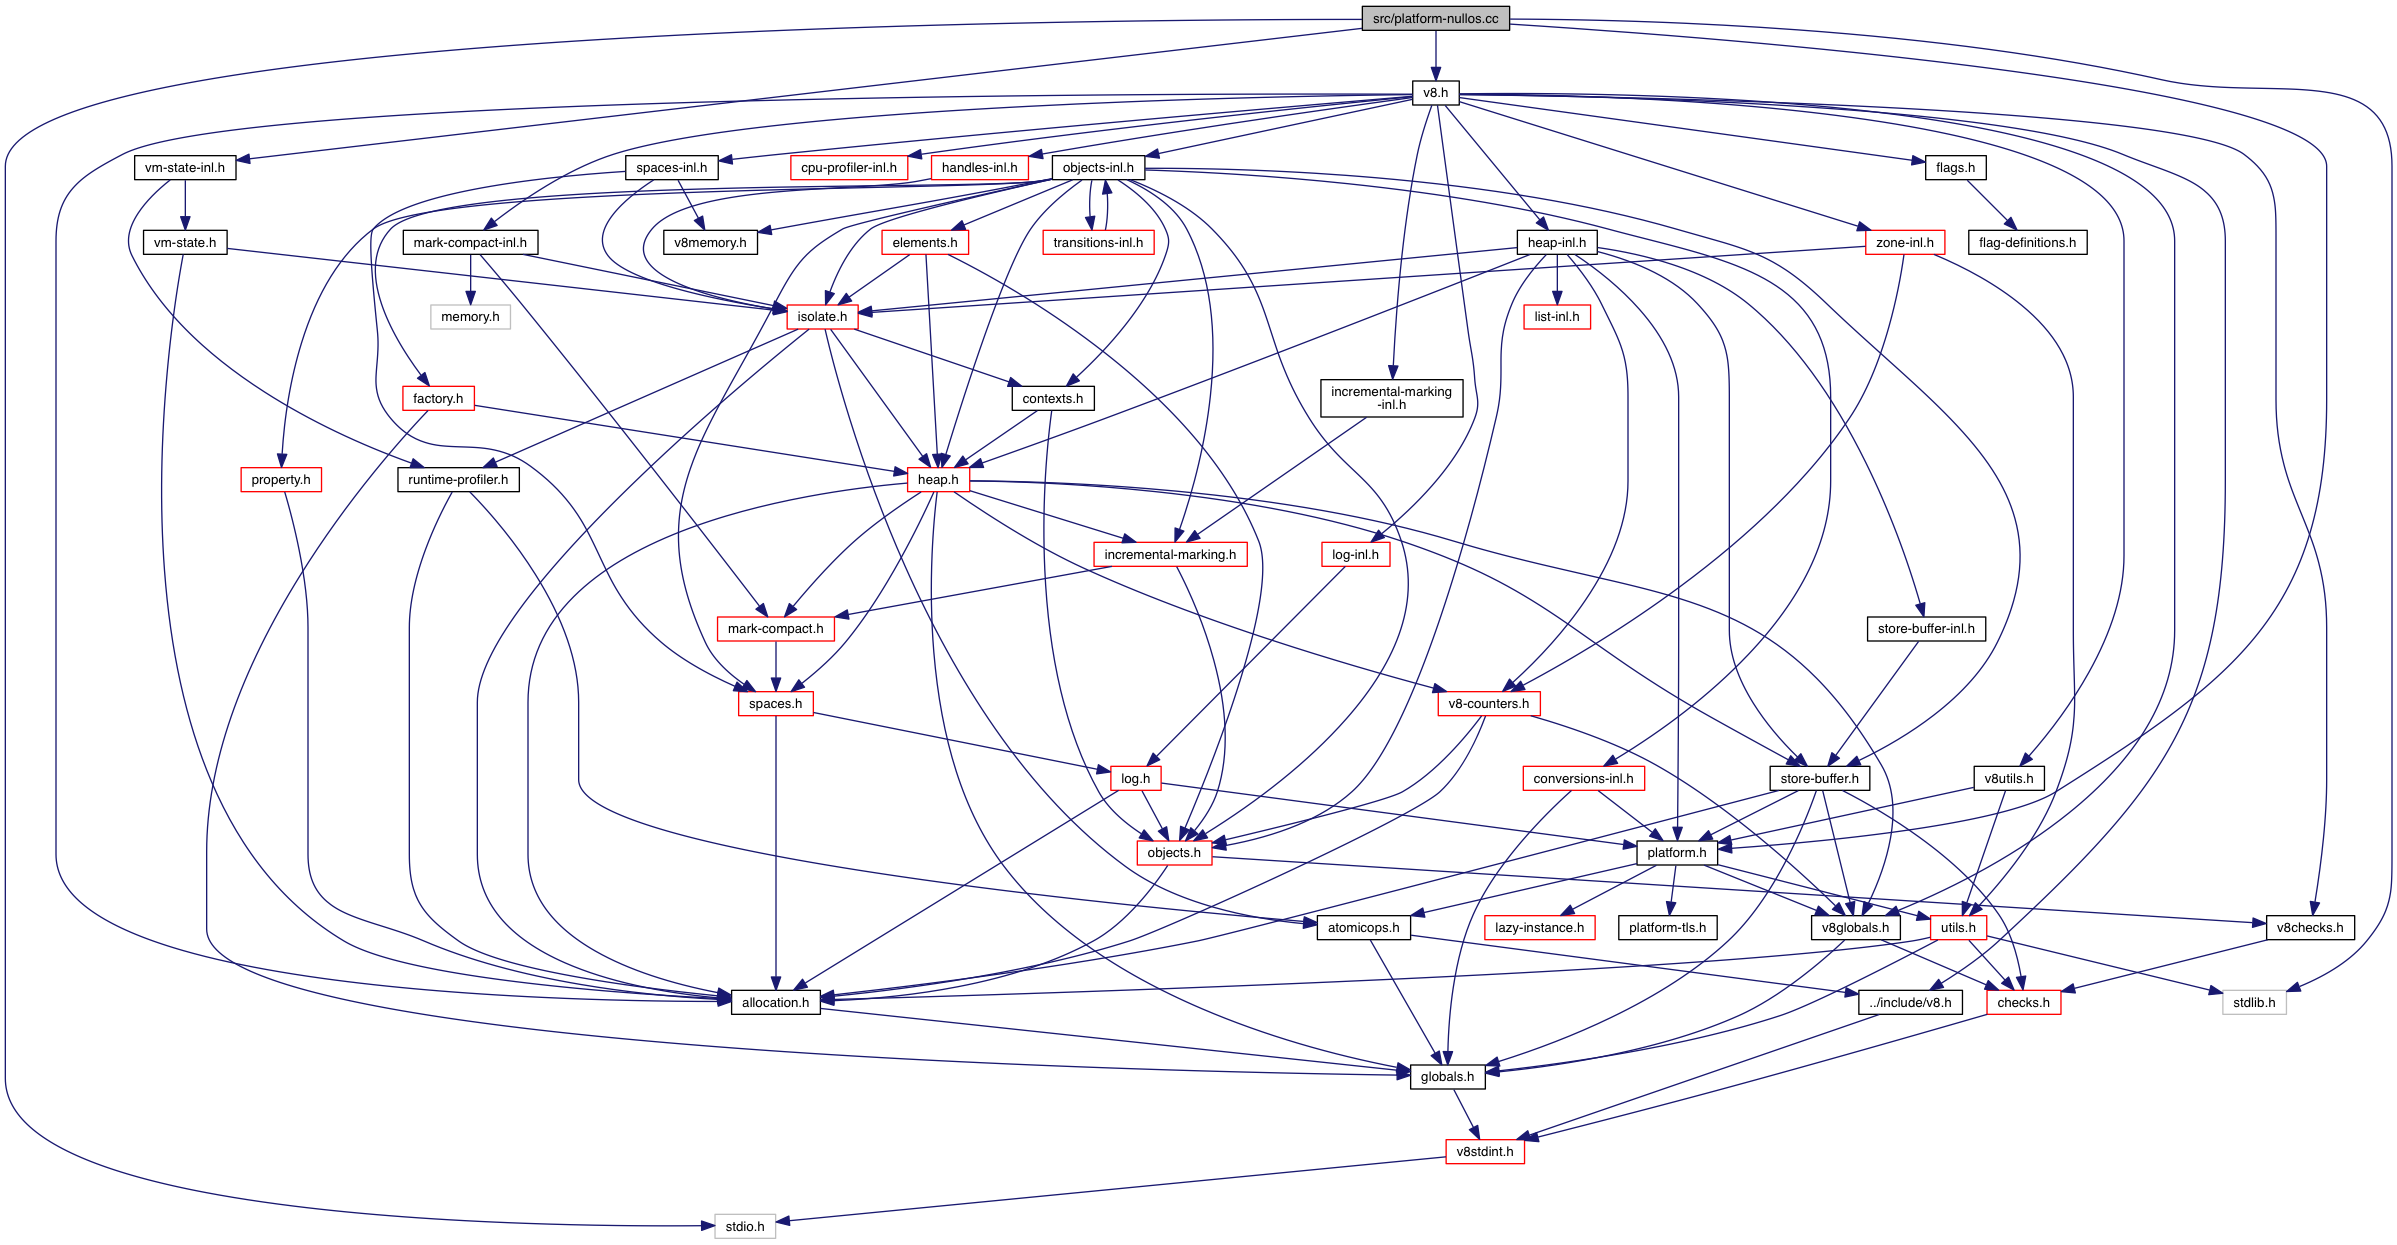 src/platform-nullos.cc
v8.h
vm-state-inl.h
spaces-inl.h
cpu-profiler-inl.h
handles-inl.h
objects-inl.h
flags.h
vm-state.h
mark-compact-inl.h
v8memory.h
elements.h
transitions-inl.h
heap-inl.h
zone-inl.h
flag-definitions.h
memory.h
isolate.h
list-inl.h
factory.h
contexts.h
incremental-marking
-inl.h
property.h
runtime-profiler.h
heap.h
incremental-marking.h
log-inl.h
mark-compact.h
store-buffer-inl.h
spaces.h
v8-counters.h
log.h
conversions-inl.h
store-buffer.h
v8utils.h
objects.h
platform.h
atomicops.h
lazy-instance.h
platform-tls.h
v8globals.h
utils.h
v8checks.h
allocation.h
../include/v8.h
checks.h
stdlib.h
globals.h
v8stdint.h
stdio.h